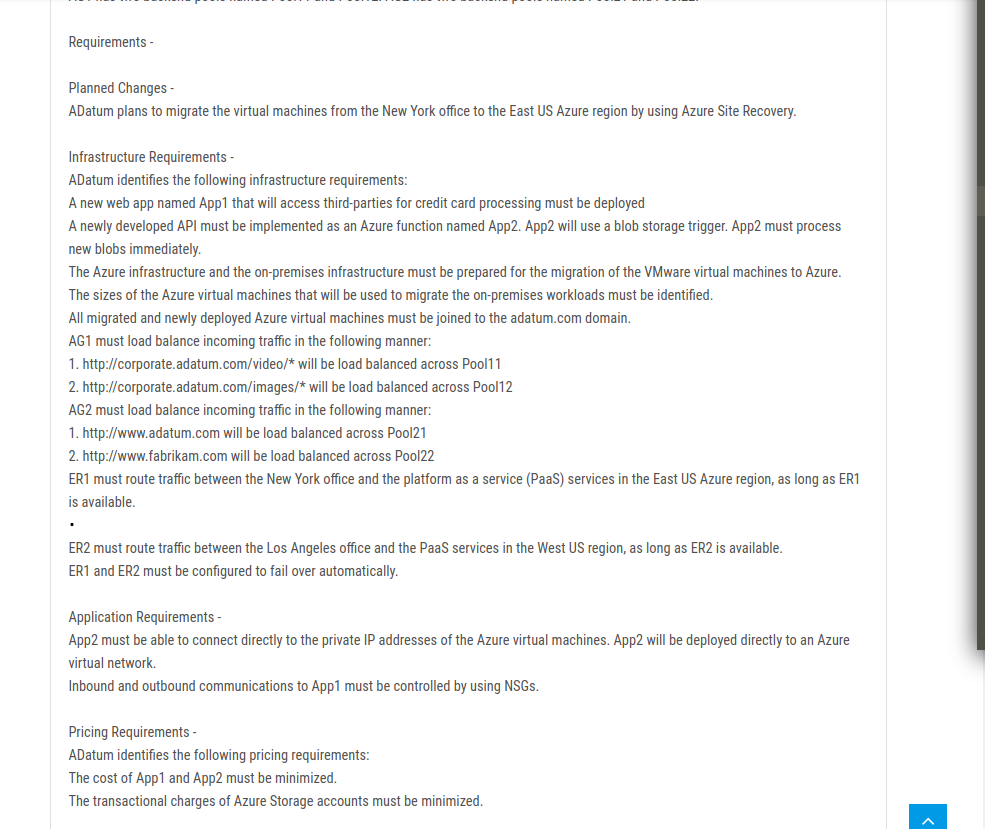 Requirements -
Planned Changes -
ADatum plans to migrate the virtual machines from the New York office to the East US Azure region by using Azure Site Recovery.
Infrastructure Requirements -
ADatum identifies the following infrastructure requirements:
A new web app named App1 that will access third-parties for credit card processing must be deployed
A newly developed API must be implemented as an Azure function named App2. App2 will use a blob storage trigger. App2 must process
new blobs immediately.
The Azure infrastructure and the on-premises infrastructure must be prepared for the migration of the VMware virtual machines to Azure.
The sizes of the Azure virtual machines that will be used to migrate the on-premises workloads must be identified.
All migrated and newly deployed Azure virtual machines must be joined to the adatum.com domain.
AG1 must load balance incoming traffic in the following manner:
1. http://corporate.adatum.com/video/* will be load balanced across Pool11
2. http://corporate.adatum.com/images/* will be load balanced across Pool12
AG2 must load balance incoming traffic in the following manner:
1. http://www.adatum.com will be load balanced across Pool21
2. http://www.fabrikam.com will be load balanced across Pool22
ER1 must route traffic between the New York office and the platform as a service (PaaS) services in the East US Azure region, as long as ER1
is available.
•
ER2 must route traffic between the Los Angeles office and the PaaS services in the West US region, as long as ER2 is available.
ER1 and ER2 must be configured to fail over automatically.
Application Requirements -
App2 must be able to connect directly to the private IP addresses of the Azure virtual machines. App2 will be deployed directly to an Azure
virtual network.
Inbound and outbound communications to App1 must be controlled by using NSGs.
Pricing Requirements -
ADatum identifies the following pricing requirements:
The cost of App1 and App2 must be minimized.
The transactional charges of Azure Storage accounts must be minimized.